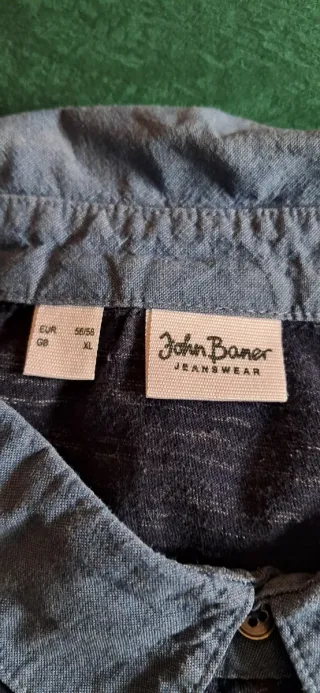 EUR 56/58
GB XL
John Baner
JEANSWEAR